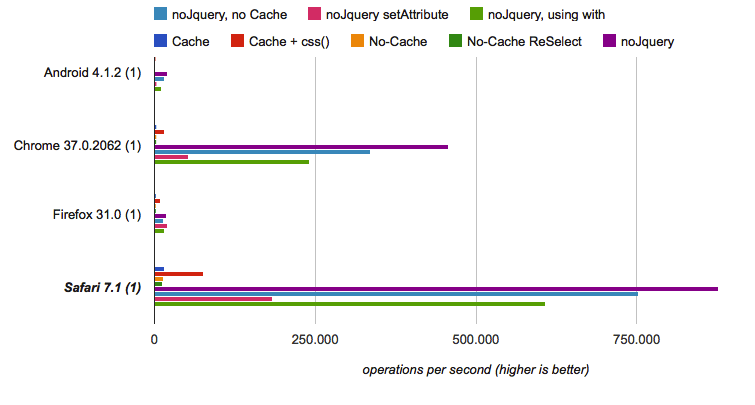 noJquery, no Cache noJquery setAttribute noJquery, using with
Cache Cache + css() No-Cache No-Cache ReSelect noJquery
Android 4.1.2 (1)
Chrome 37.0.2062 (1)
Firefox 31.0 (1)
Safari 7.1 (1)
0 250.000 500.000 750.000
operations per second (higher is better)